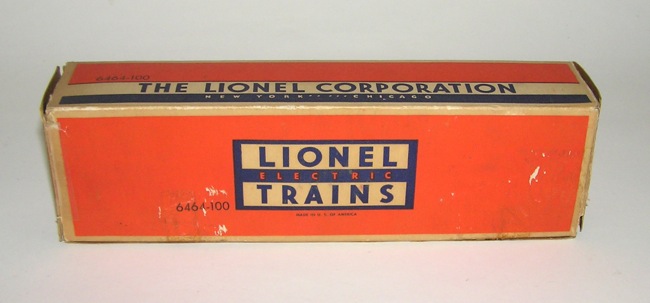 6464-100
THE LIONEL CORPORATION
NEW YORK CHICAGO
LIONEL
ELECTRIC
TRAINS
6464-100
MADE IN U. S. OF AMERICA